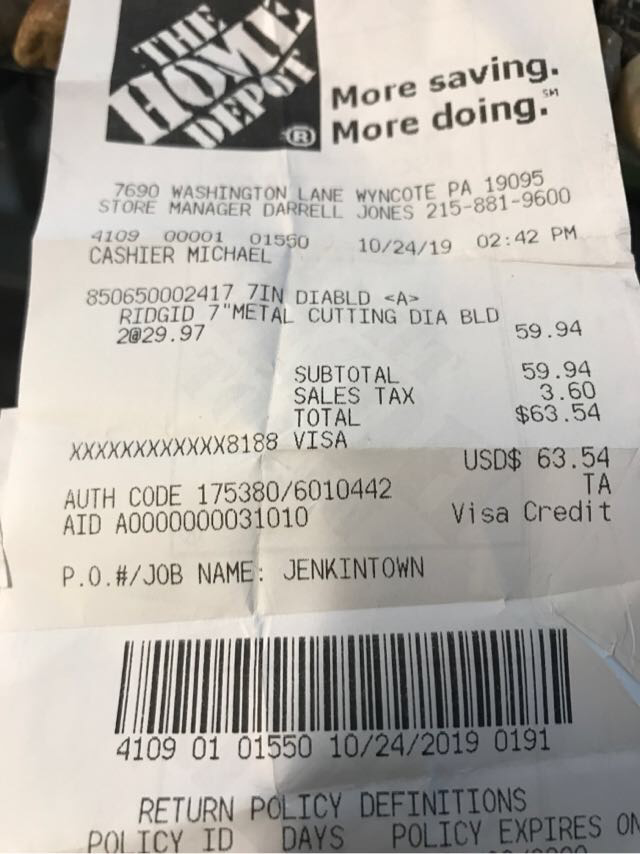 THE
HOME
DEPOT
®
More saving.
More doing.℠
7690 WASHINGTON LANE WYNCOTE PA 19095
STORE MANAGER DARRELL JONES 215-881-9600
4109 00001 01550 10/24/19 02:42 PM
CASHIER MICHAEL
850650002417 7IN DIABLD <A>
RIDGID 7"METAL CUTTING DIA BLD
2@29.97 59.94
SUBTOTAL 59.94
SALES TAX 3.60
TOTAL $63.54
XXXXXXXXXXXX8188 VISA
USD$ 63.54
AUTH CODE 175380/6010442 TA
AID A0000000031010 Visa Credit
P.O.#/JOB NAME: JENKINTOWN
4109 01 01550 10/24/2019 0191
RETURN POLICY DEFINITIONS
POLICY ID DAYS POLICY EXPIRES ON